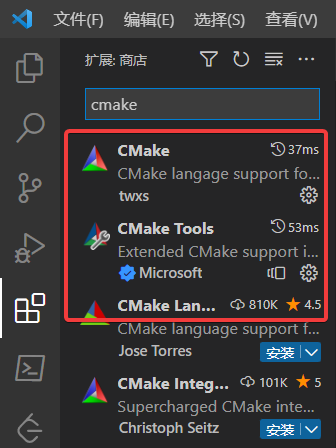 文件(F) 编辑(E) 选择(S) 查看(V)
扩展: 商店
cmake
CMake 37ms
CMake langage support fo...
twxs
CMake Tools 53ms
Extended CMake support i...
Microsoft
CMake Lan... 810K 4.5
CMake language support f...
Jose Torres 安装
CMake Integ... 101K 5
Supercharged CMake inte...
Christoph Seitz 安装